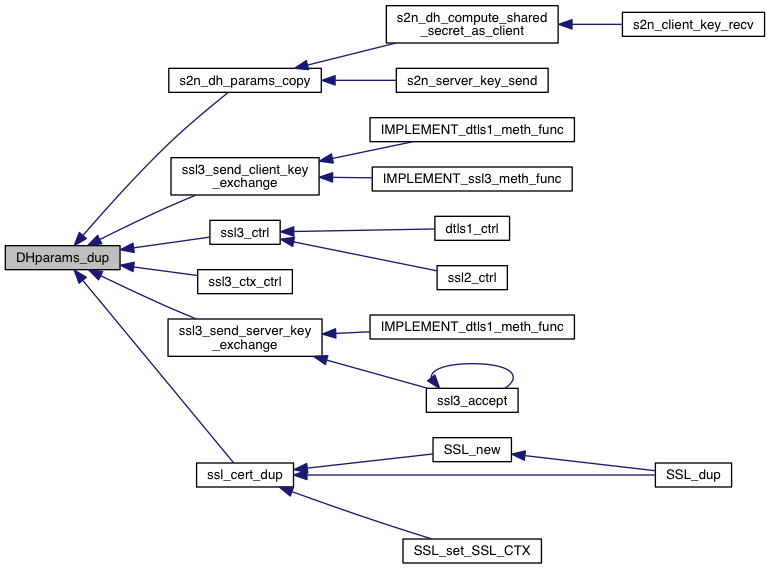 s2n_dh_compute_shared
_secret_as_client
s2n_client_key_recv
s2n_dh_params_copy
s2n_server_key_send
IMPLEMENT_dtls1_meth_func
ssl3_send_client_key
_exchange
IMPLEMENT_ssl3_meth_func
ssl3_ctrl
dtls1_ctrl
DHparams_dup
ssl3_ctx_ctrl
ssl2_ctrl
ssl3_send_server_key
_exchange
IMPLEMENT_dtls1_meth_func
ssl3_accept
ssl_cert_dup
SSL_new
SSL_dup
SSL_set_SSL_CTX